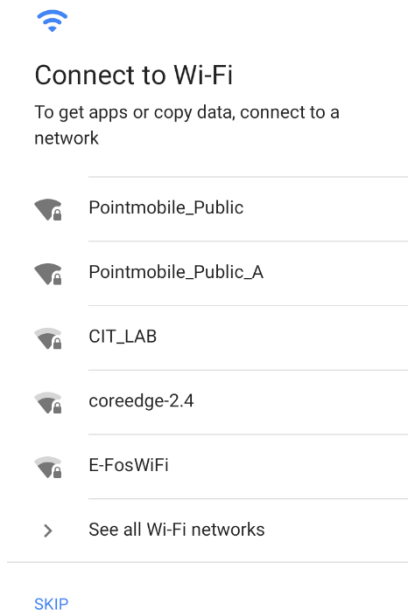 Connect to Wi-Fi
To get apps or copy data, connect to a
network
Pointmobile_Public
Pointmobile_Public_A
CIT_LAB
coreedge-2.4
E-FosWiFi
See all Wi-Fi networks
SKIP